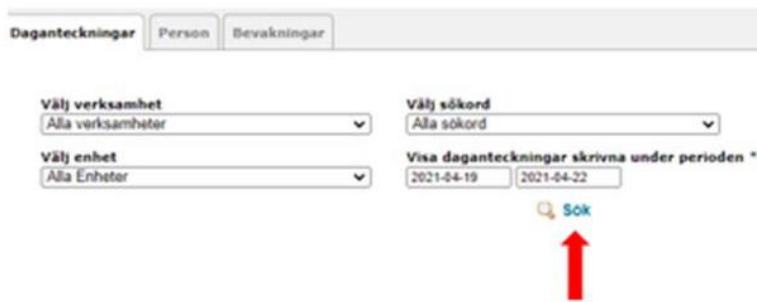 Daganteckningar Person Bevakningar
Välj verksamhet
Alla verksamheter
Välj sökord
Alla sökord
Välj enhet
Alla Enheter
Visa daganteckningar skrivna under perioden *
2021-04-19 2021-04-22
Sök